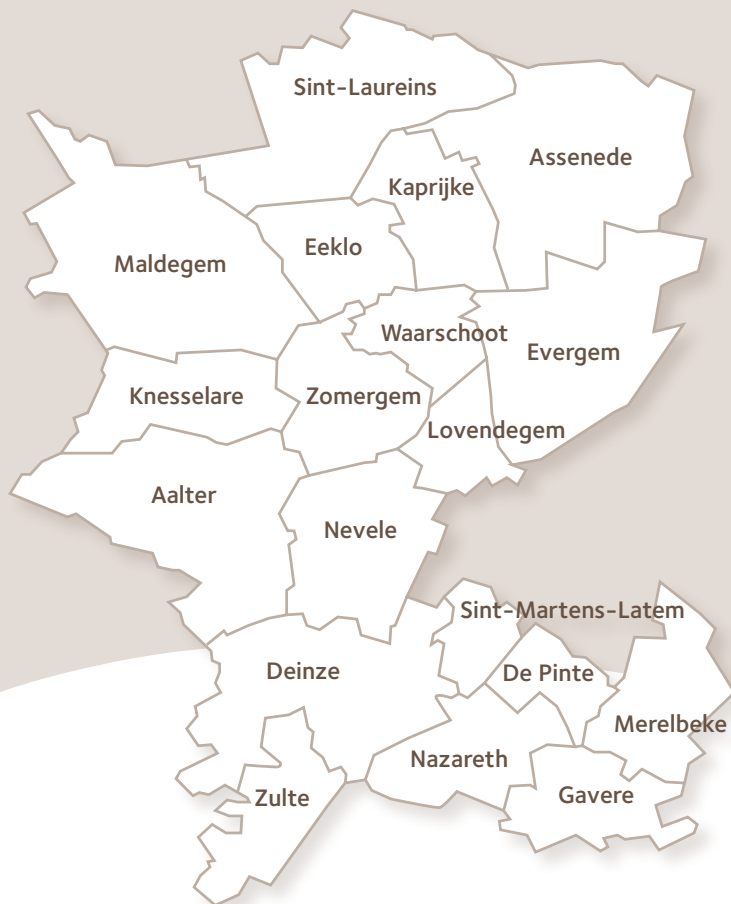 Sint-Laureins
Assenede
Kaprijke
Eeklo
Maldegem
Waarschoot
Evergem
Knesselare
Zomergem
Lovendegem
Aalter
Nevele
Sint-Martens-Latem
Deinze
De Pinte
Merelbeke
Nazareth
Zulte
Gavere